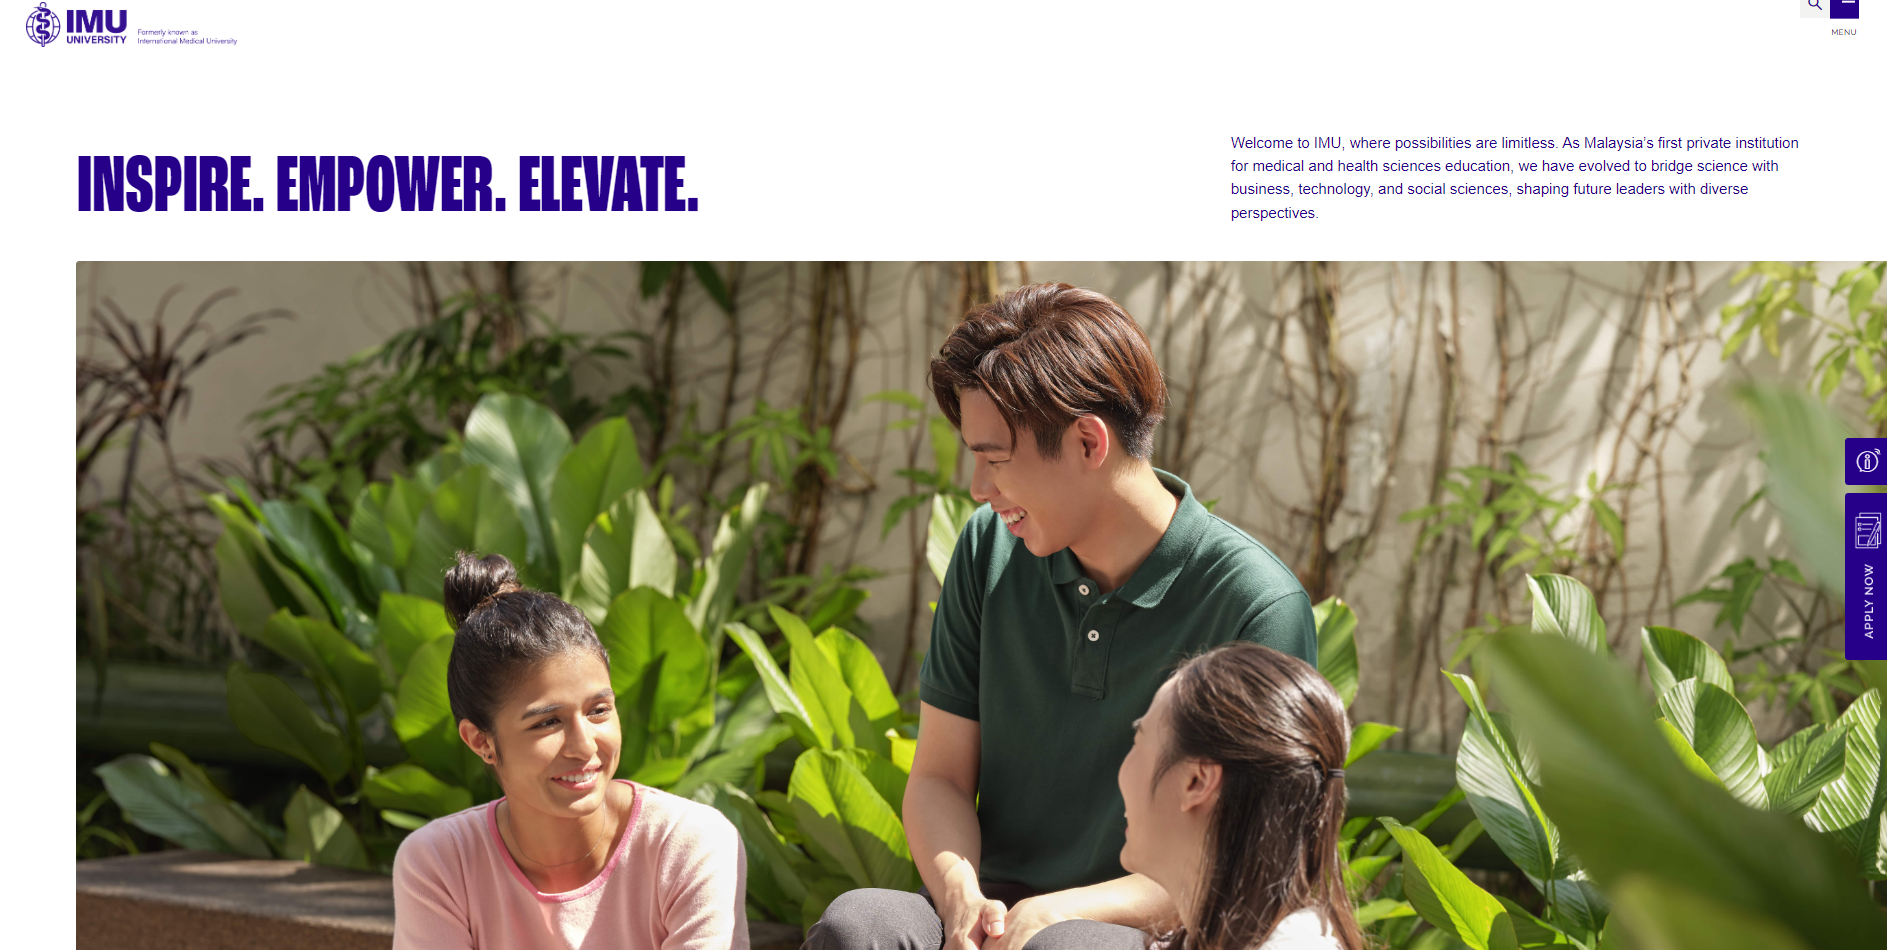 IMU
UNIVERSITY
Formerly known as
International Medical University
MENU
INSPIRE. EMPOWER. ELEVATE.
Welcome to IMU, where possibilities are limitless. As Malaysia’s first private institution
for medical and health sciences education, we have evolved to bridge science with
business, technology, and social sciences, shaping future leaders with diverse
perspectives.
APPLY NOW